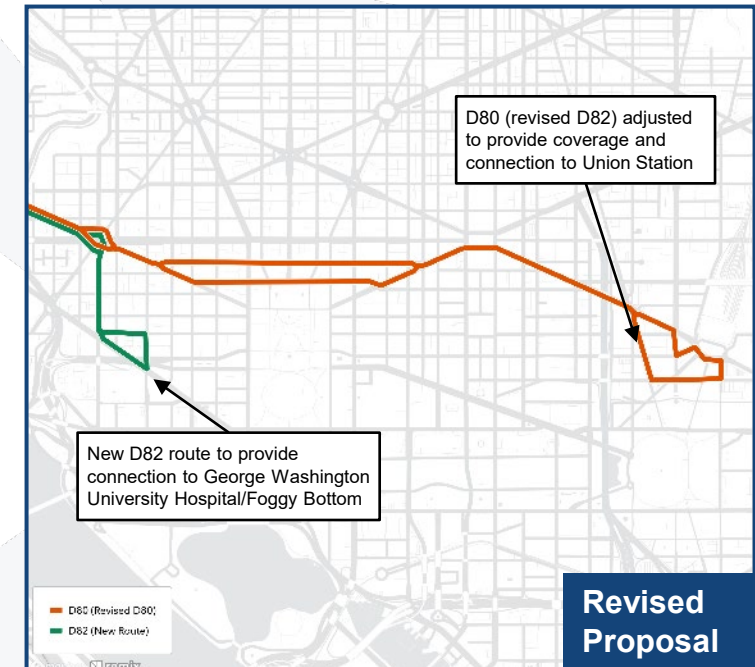 D80 (revised D82) adjusted
to provide coverage and
connection to Union Station
New D82 route to provide
connection to George Washington
University Hospital/Foggy Bottom
D80 (Revised D80)
D82 (New Route)
Revised
Proposal
remix